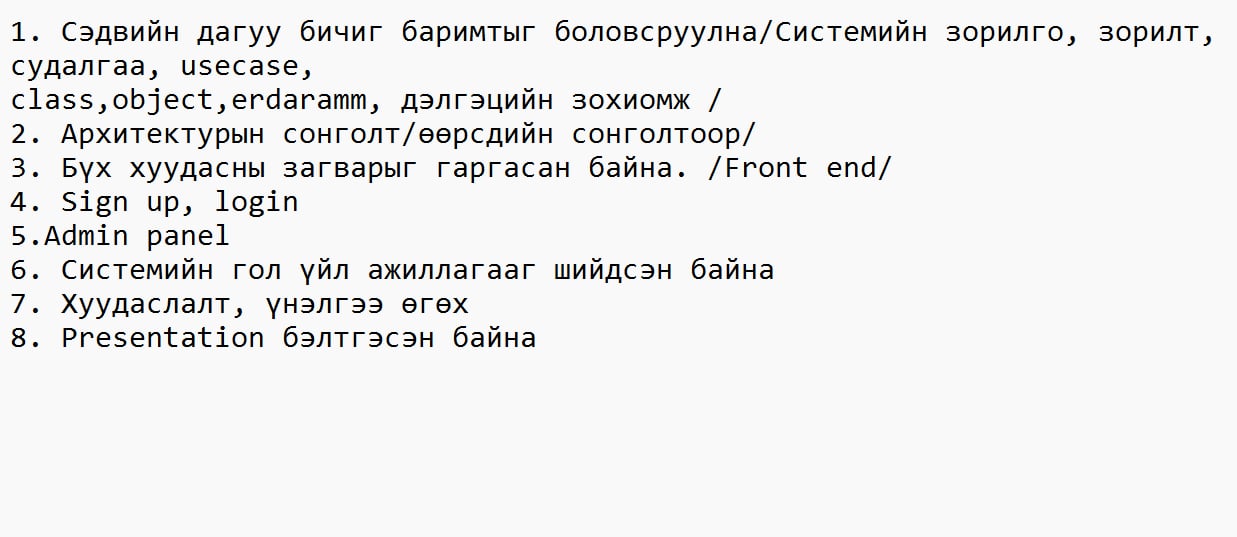 1. Сэдвийн дагуу бичиг баримтыг боловсруулна/Системийн зорилго, зорилт,
судалгаа, usecase,
class,object,erdaramm, дэлгэцийн зохиомж /
2. Архитектурын сонголт/өөрсдийн сонголтоор/
3. Бүх хуудасны загварыг гаргасан байна. /Front end/
4. Sign up, login
5.Admin panel
6. Системийн гол үйл ажиллагааг шийдсэн байна
7. Хуудаслалт, үнэлгээ өгөх
8. Presentation бэлтгэсэн байна